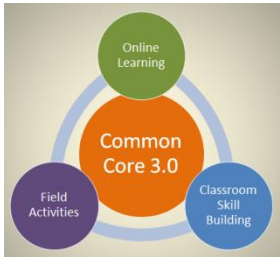 Online
Learning
Common
Core 3.0
Field
Activities
Classroom
Skill
Building